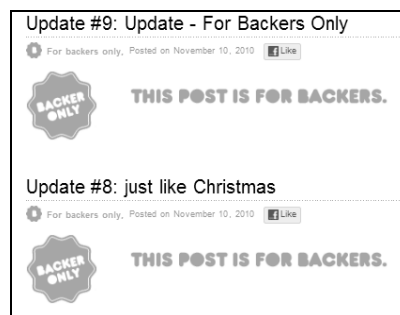 Update #9: Update - For Backers Only
For backers only, Posted on November 10, 2010 Like
BACKER
ONLY
THIS POST IS FOR BACKERS.
Update #8: just like Christmas
For backers only, Posted on November 10, 2010 Like
BACKER
ONLY
THIS POST IS FOR BACKERS.